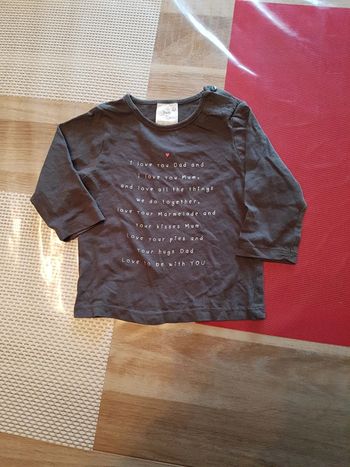 I love you Dad and
I love you Mum,
and love all the things
we do together,
love your Marmelade and
your kisses Mum
Love your pies and
your hugs Dad
Love to be with YOU